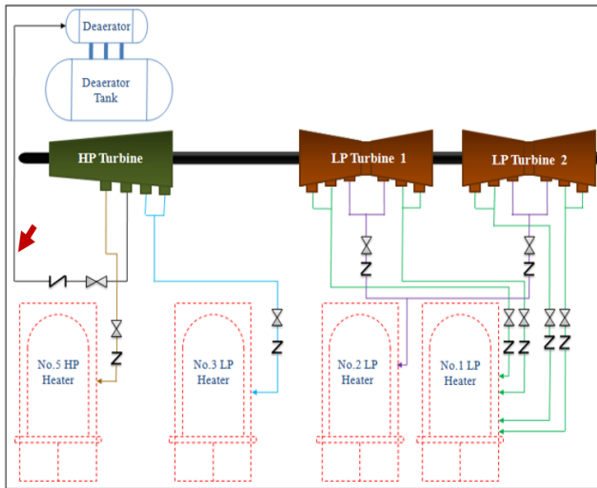 Deaerator
Deaerator
Tank
HP Turbine
LP Turbine 1
LP Turbine 2
No.5 HP
Heater
No.3 LP
Heater
No.2 LP
Heater
No.1 LP
Heater